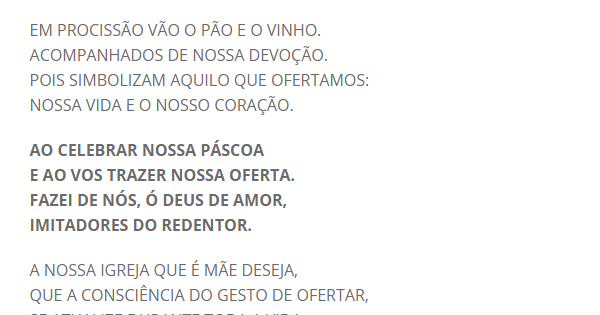 EM PROCISSÃO VÃO O PÃO E O VINHO.
ACOMPANHADOS DE NOSSA DEVOÇÃO.
POIS SIMBOLIZAM AQUILO QUE OFERTAMOS:
NOSSA VIDA E O NOSSO CORAÇÃO.
AO CELEBRAR NOSSA PÁSCOA
E AO VOS TRAZER NOSSA OFERTA.
FAZEI DE NÓS, Ó DEUS DE AMOR,
IMITADORES DO REDENTOR.
A NOSSA IGREJA QUE É MÃE DESEJA,
QUE A CONSCIÊNCIA DO GESTO DE OFERTAR,